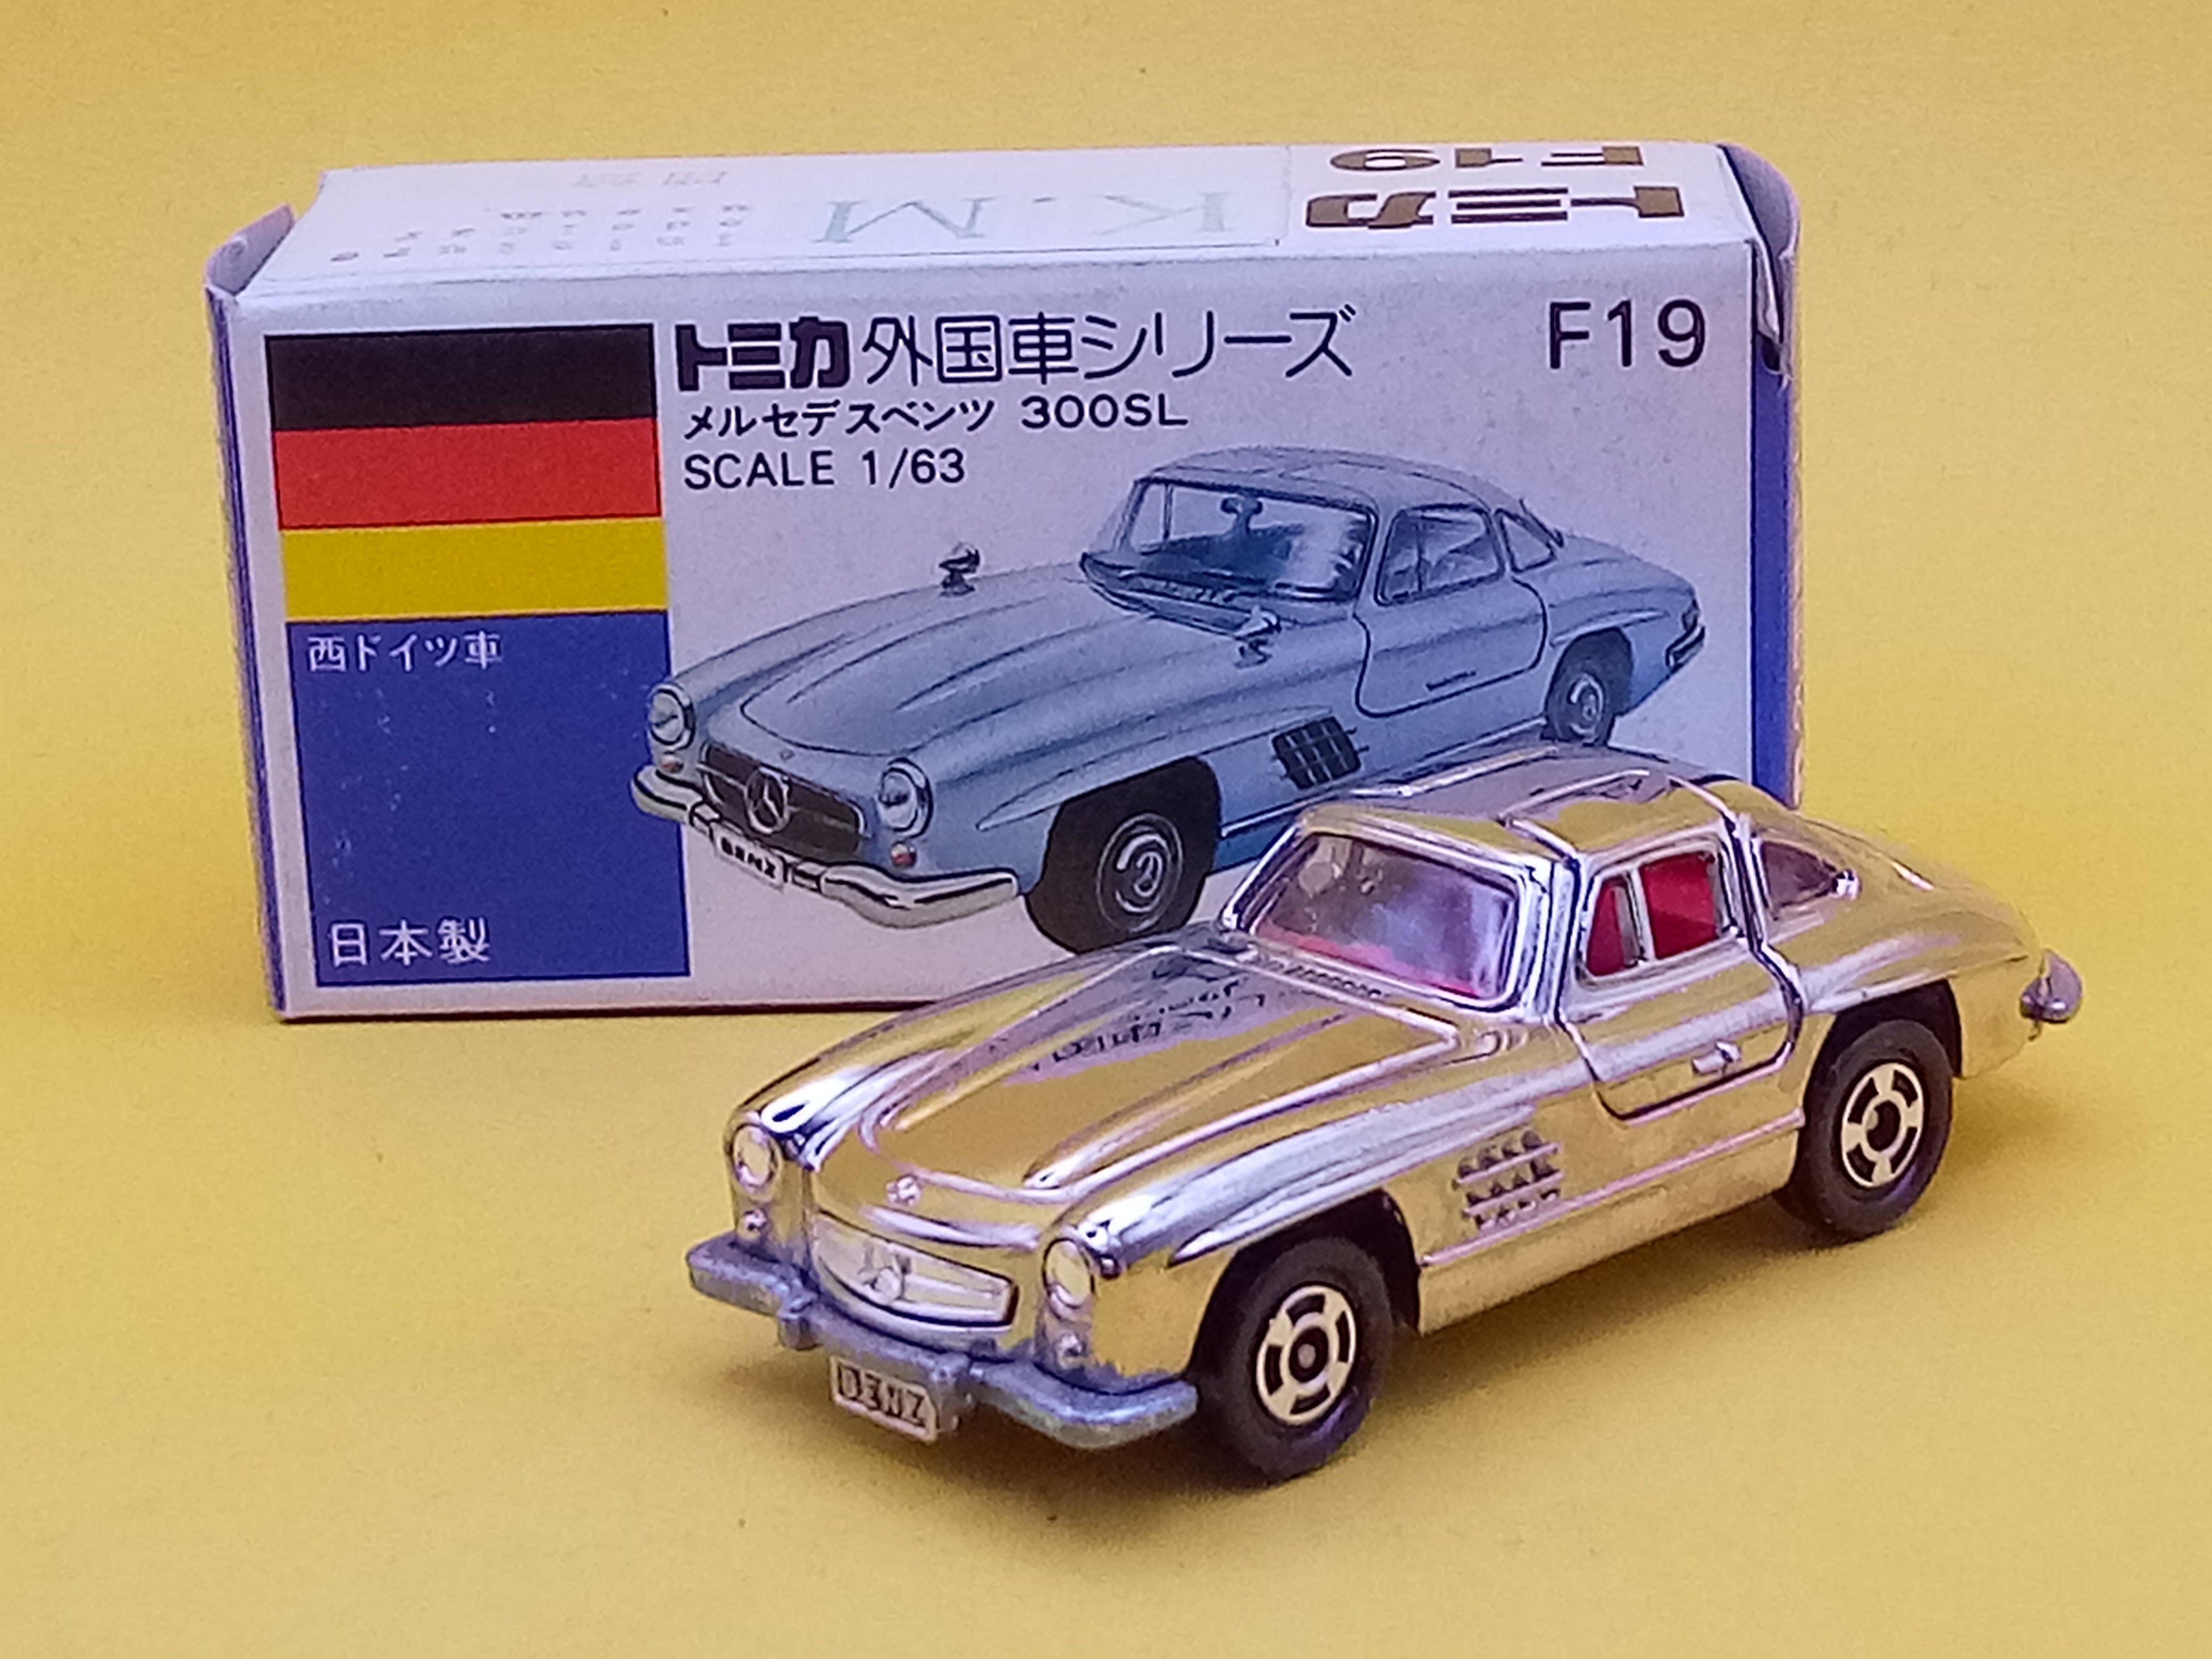 トミカ
F19
K.M
トミカ 外国車シリーズ F19
メルセデスベンツ 300SL
SCALE 1/63
西ドイツ車
日本製
BENZ
BENZ